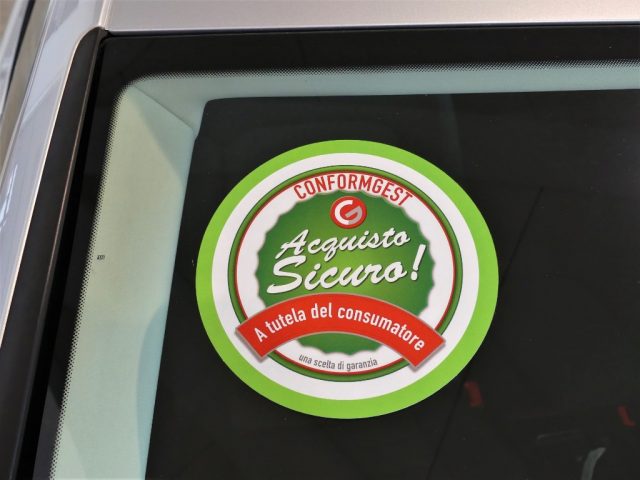 CONFORMGEST
Acquisto
Sicuro!
A tutela del consumatore
una scelta di garanzia